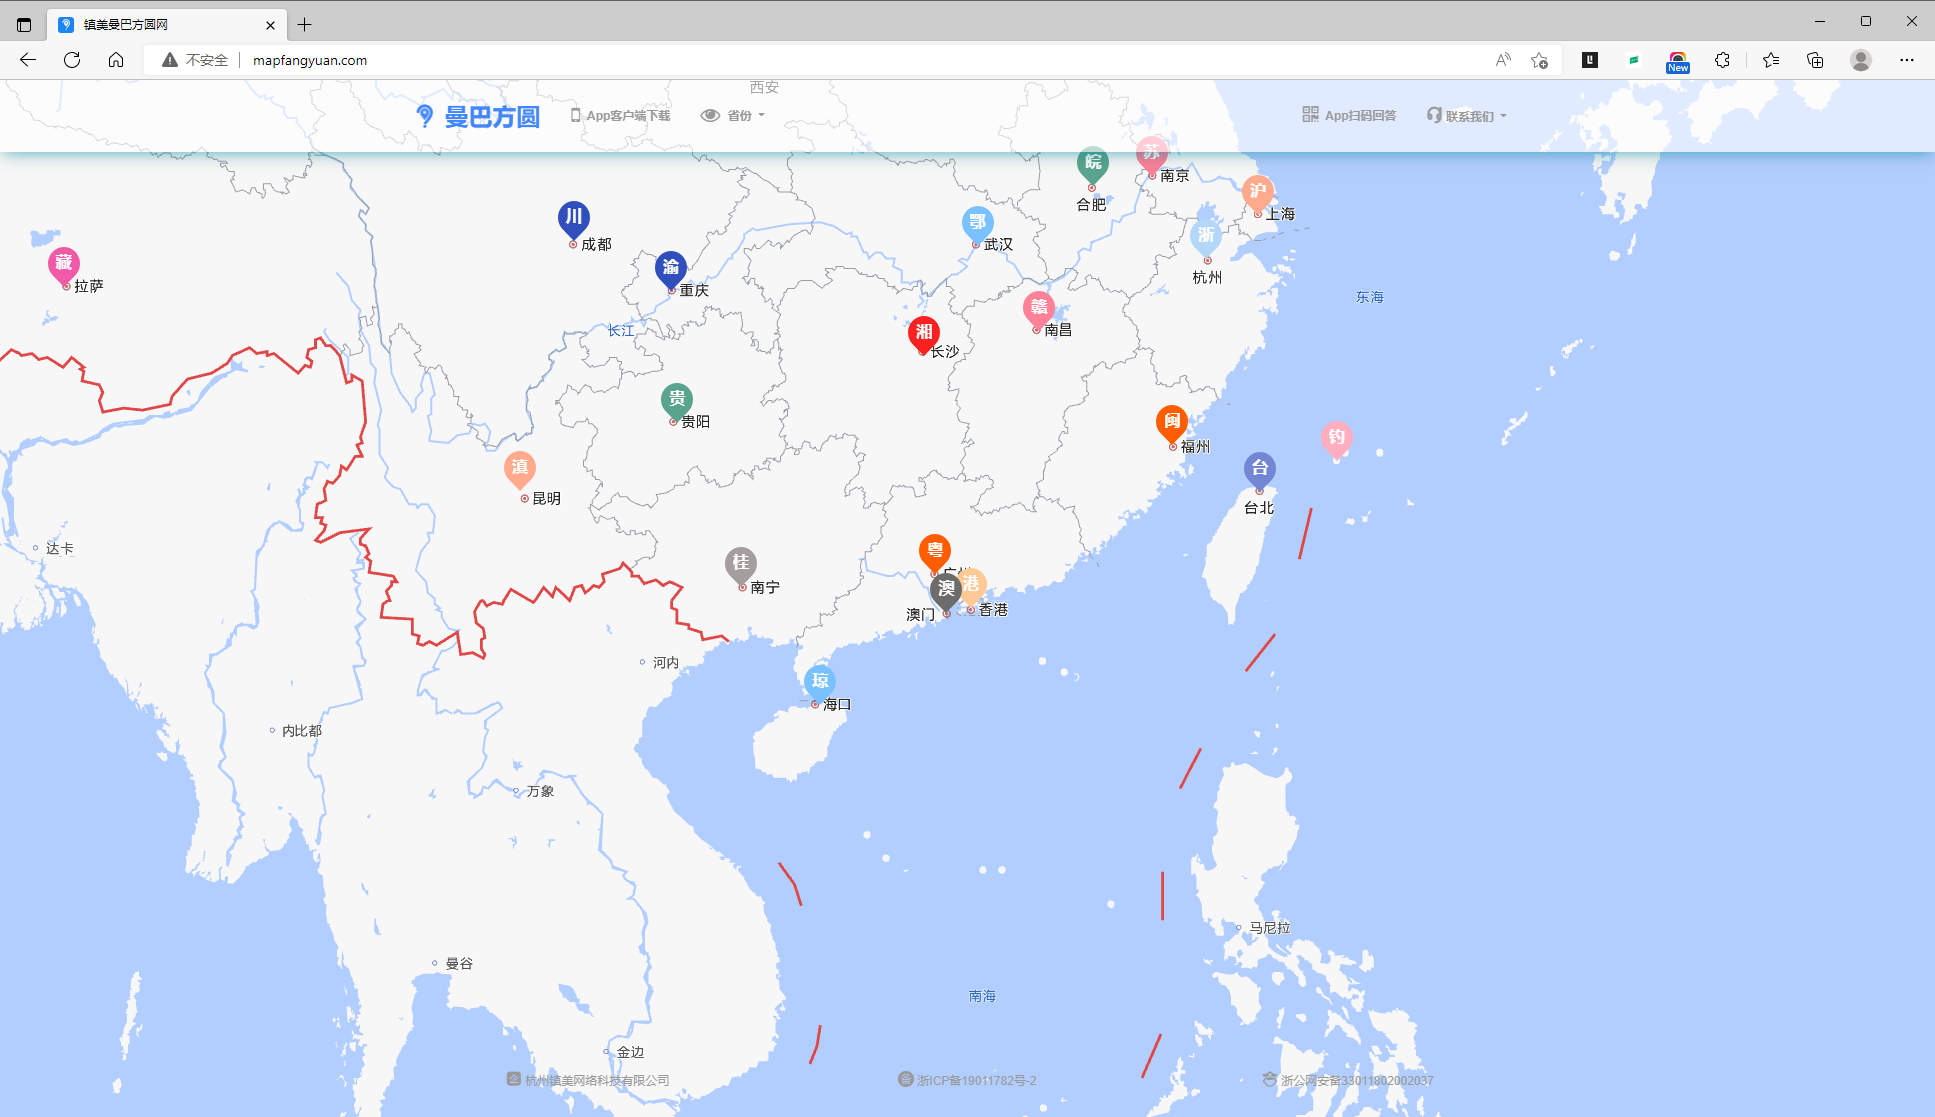 镇美曼巴方圆网
不安全
mapfangyuan.com
New
西安
曼巴方圆
App客户端下载
省份
App扫码回答
联系我们
苏
皖
南京
沪
合肥
川
鄂
上海
浙
成都
武汉
藏
渝
杭州
拉萨
重庆
东海
赣
长江
湘
南昌
长沙
贵
贵阳
闽
钓
福州
滇
台
昆明
台北
达卡
粤
桂
广州
港
澳
南宁
香港
澳门
河内
琼
海口
内比都
万象
马尼拉
曼谷
南海
金边
杭州镇美网络科技有限公司
浙ICP备19011782号-2
浙公网安备33011802002037